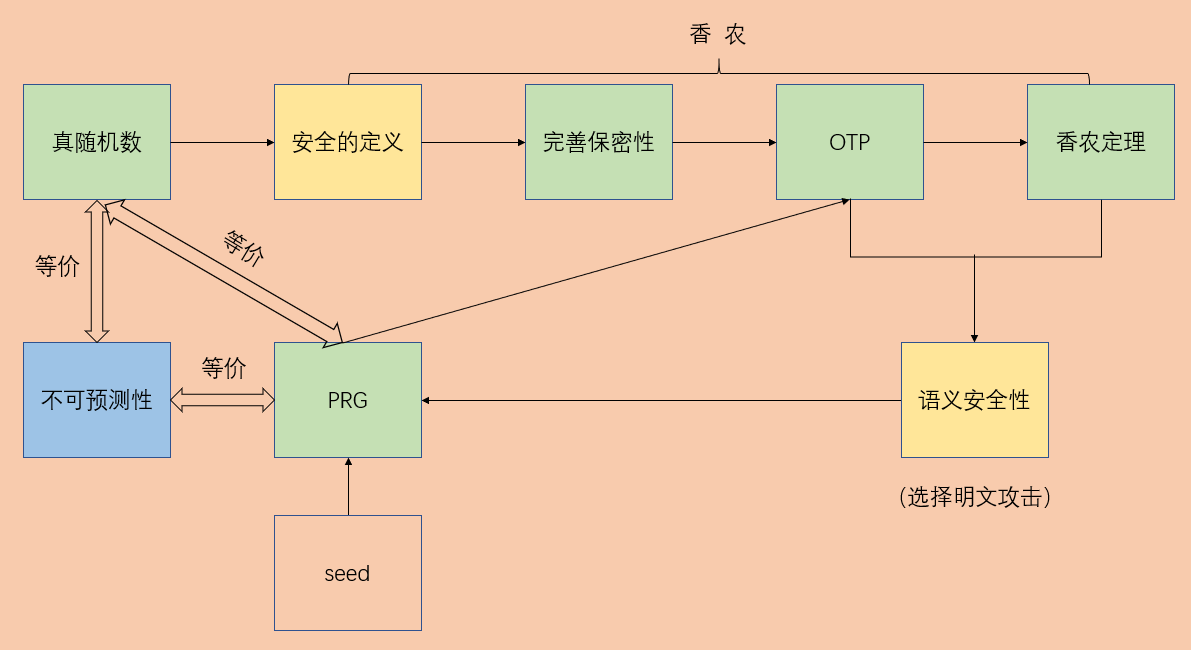 香 农
真随机数
安全的定义
完善保密性
OTP
香农定理
等价
等价
等价
不可预测性
PRG
语义安全性
(选择明文攻击)
seed